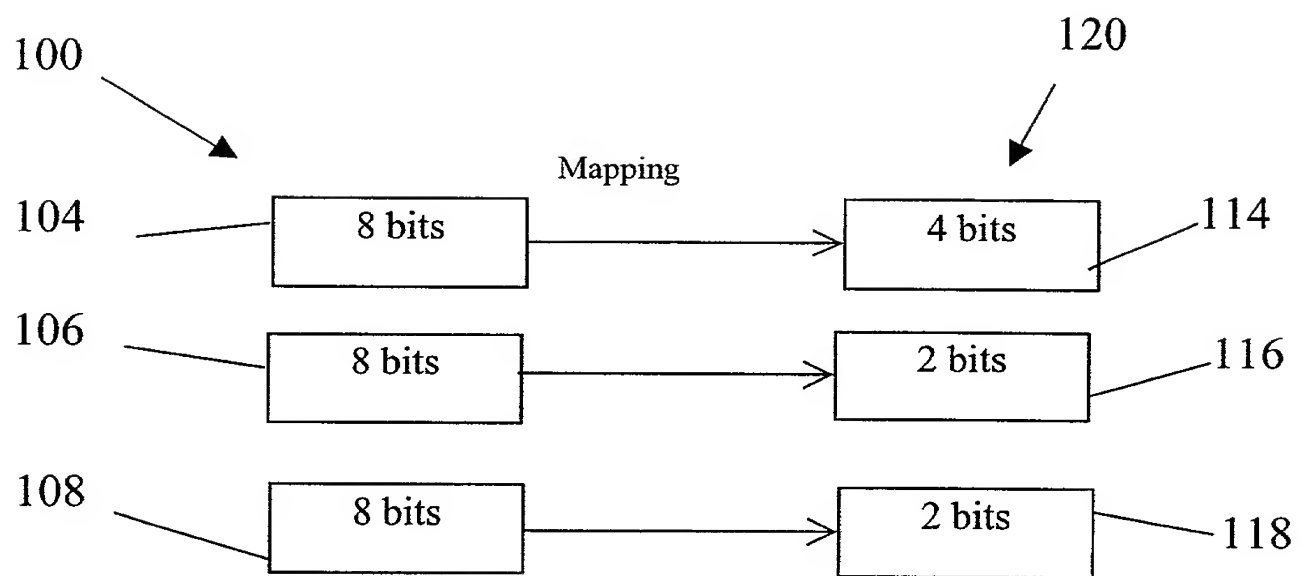 100
120
Mapping
104
8 bits
4 bits
114
106
8 bits
2 bits
116
108
8 bits
2 bits
118